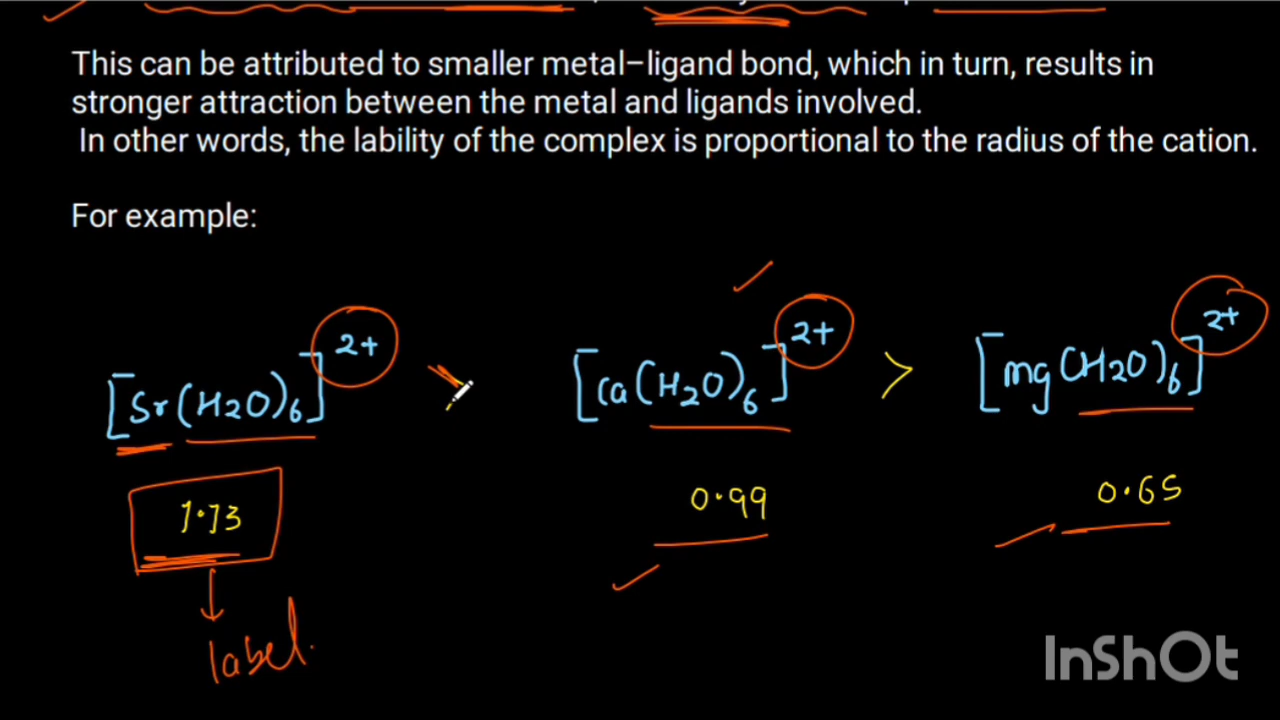 This can be attributed to smaller metal–ligand bond, which in turn, results in
stronger attraction between the metal and ligands involved.
In other words, the lability of the complex is proportional to the radius of the cation.
For example:
[Sr(H2O)6]2+ > [Ca(H2O)6]2+ > [mg(H2O)6]2+
1.13 0.99 0.65
label.
InShOt